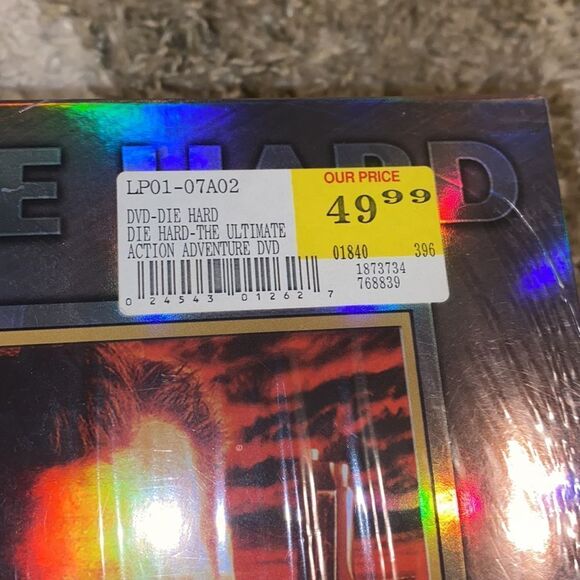 E HARD
LP01-07A02
OUR PRICE
49⁹⁹
DVD-DIE HARD
DIE HARD-THE ULTIMATE
ACTION ADVENTURE DVD
01840 396
1873734
768839
0 24543 01262 7